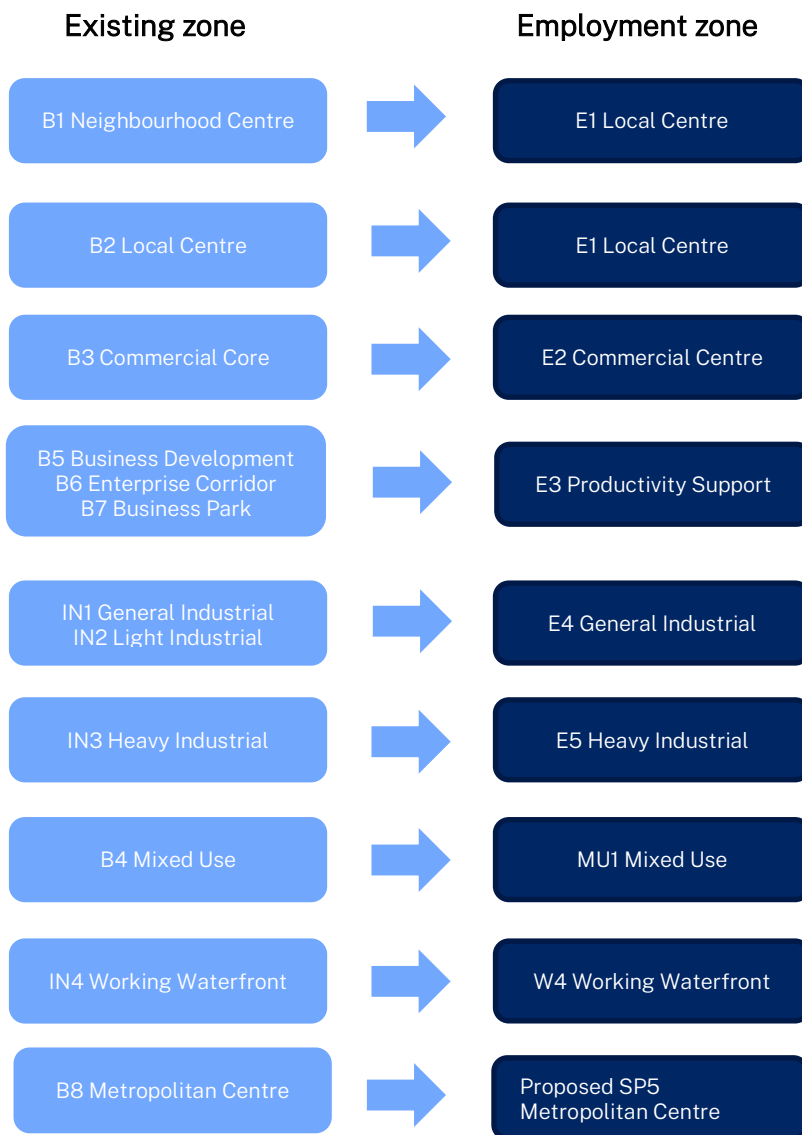 Existing zone
Employment zone
B1 Neighbourhood Centre
E1 Local Centre
B2 Local Centre
E1 Local Centre
B3 Commercial Core
E2 Commercial Centre
B5 Business Development
B6 Enterprise Corridor
B7 Business Park
E3 Productivity Support
IN1 General Industrial
IN2 Light Industrial
E4 General Industrial
IN3 Heavy Industrial
E5 Heavy Industrial
B4 Mixed Use
MU1 Mixed Use
IN4 Working Waterfront
W4 Working Waterfront
B8 Metropolitan Centre
Proposed SP5
Metropolitan Centre